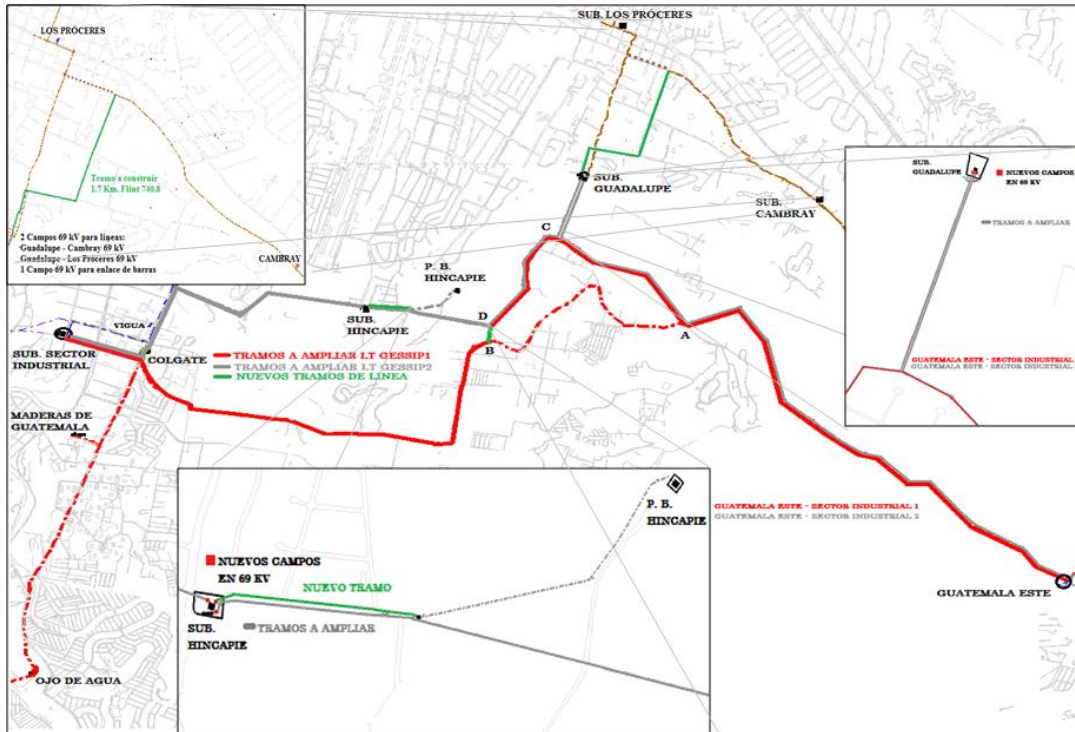 LOS PRÓCERES
Tramo a construir
1.7 Km. Flint 740.8
2 Campos 69 kV para líneas:
Guadalupe - Cambray 69 kV
Guadalupe - Los Próceres 69 kV
1 Campo 69 kV para enlace de barras
CAMBRAY
SUB. LOS PRÓCERES
SUB.
GUADALUPE
SUB.
CAMBRAY
SUB.
GUADALUPE
NUEVOS CAMPOS
EN 69 KV
TRAMOS A AMPLIAR
GUATEMALA ESTE - SECTOR INDUSTRIAL
GUATEMALA ESTE - SECTOR INDUSTRIAL
C
P. B.
HINCAPIE
SUB.
HINCAPIE
D
B
A
VIGUA
SUB. SECTOR
INDUSTRIAL
COLGATE
TRAMOS A AMPLIAR LT GESSIP1
TRAMOS A AMPLIAR LT GESSIP2
NUEVOS TRAMOS DE LINEA
MADERAS DE
GUATEMALA
GUATEMALA ESTE - SECTOR INDUSTRIAL 1
GUATEMALA ESTE - SECTOR INDUSTRIAL 2
GUATEMALA ESTE
P. B.
HINCAPIE
NUEVOS CAMPOS
EN 69 KV
NUEVO TRAMO
SUB.
HINCAPIE
TRAMOS A AMPLIAR
OJO DE AGUA